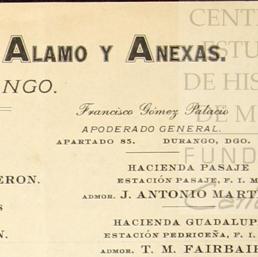 ALAMO Y ANEXAS.
NGO.
Francisco Gómez Palacio
APODERADO GENERAL.
APARTADO 85. DURANGO, DGO.
HACIENDA PASAJE
ERON. ESTACIÓN PASAJE, F. I. M
ADMOR. J. ANTONIO MART
S
HACIENDA GUADALUP
N. ESTACIÓN PEDRICEÑA, F. I.
ADMOR. T. M. FAIRBAIR
CENT
ESTU
DE HIS
DE M
FUND